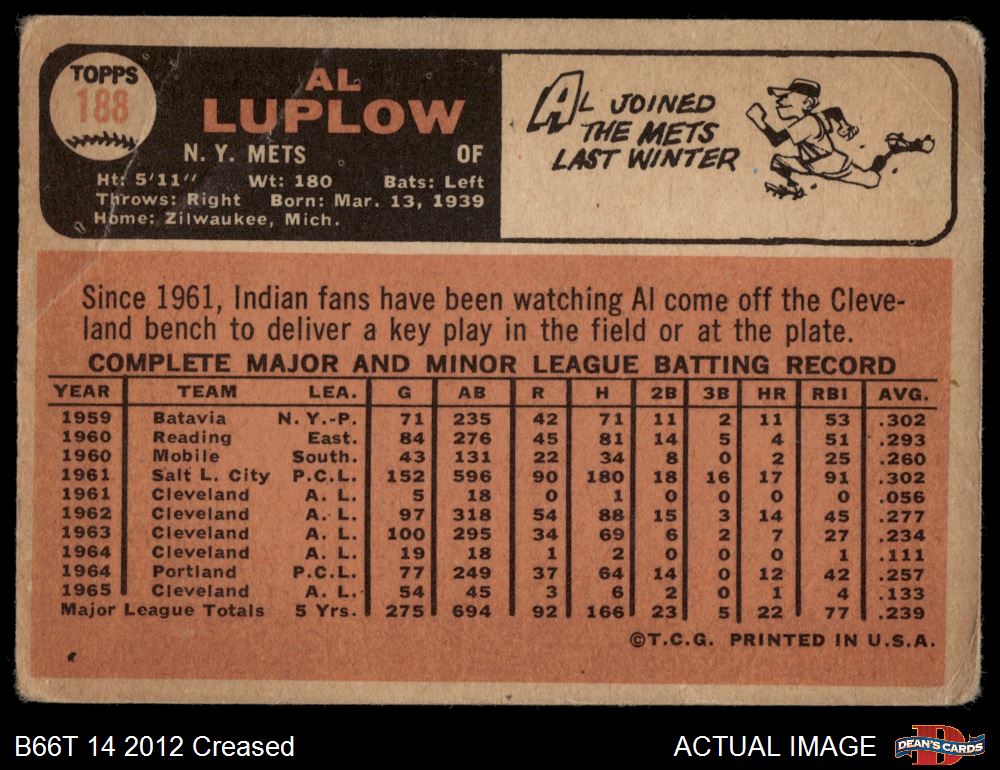 TOPPS
188
AL
LUPLOW
N. Y. METS OF
Ht: 5'11" Wt: 180 Bats: Left
Throws: Right Born: Mar. 13, 1939
Home: Zilwaukee, Mich.
AL JOINED
THE METS
LAST WINTER
Since 1961, Indian fans have been watching Al come off the Cleve-
land bench to deliver a key play in the field or at the plate.
COMPLETE MAJOR AND MINOR LEAGUE BATTING RECORD
YEAR TEAM LEA. G AB R H 2B 3B HR RBI AVG.
1959 Batavia N. Y.-P. 71 235 42 71 11 2 11 53 .302
1960 Reading East. 84 276 45 81 14 5 4 51 .293
1960 Mobile South. 43 131 22 34 8 0 2 25 .260
1961 Salt L. City P.C.L. 152 596 90 180 18 16 17 91 .302
1961 Cleveland A. L. 5 18 0 1 0 0 0 0 .056
1962 Cleveland A. L. 97 318 54 88 15 3 14 45 .277
1963 Cleveland A. L. 100 295 34 69 6 2 7 27 .234
1964 Cleveland A. L. 19 18 1 2 0 0 0 1 .111
1964 Portland P.C.L. 77 249 37 64 14 0 12 42 .257
1965 Cleveland A. L. 54 45 3 6 2 0 1 4 .133
Major League Totals 5 Yrs. 275 694 92 166 23 5 22 77 .239
©T.C.G. PRINTED IN U.S.A.
B66T 14 2012 Creased
ACTUAL IMAGE
DEAN'S CARDS